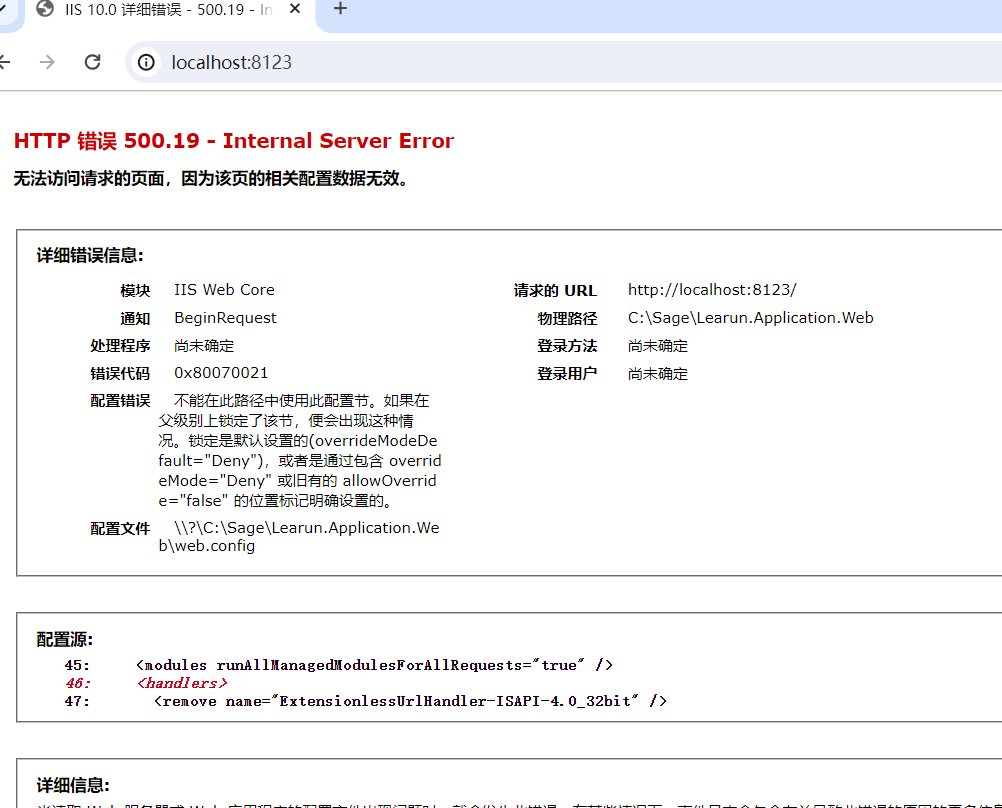 IIS 10.0 详细错误 - 500.19 - In
localhost:8123
HTTP 错误 500.19 - Internal Server Error
无法访问请求的页面，因为该页的相关配置数据无效。
详细错误信息:
模块 IIS Web Core
通知 BeginRequest
处理程序 尚未确定
错误代码 0x80070021
配置错误 不能在此路径中使用此配置节。如果在
父级别上锁定了该节，便会出现这种情
况。锁定是默认设置的(overrideModeDe
fault="Deny")，或者是通过包含 overrid
eMode="Deny" 或旧有的 allowOverrid
e="false" 的位置标记明确设置的。
配置文件 \\?\C:\Sage\Learun.Application.We
b\web.config
请求的 URL http://localhost:8123/
物理路径 C:\Sage\Learun.Application.Web
登录方法 尚未确定
登录用户 尚未确定
配置源:
45: <modules runAllManagedModulesForAllRequests="true" />
46: <handlers>
47: <remove name="ExtensionlessUrlHandler-ISAPI-4.0_32bit" />
详细信息: